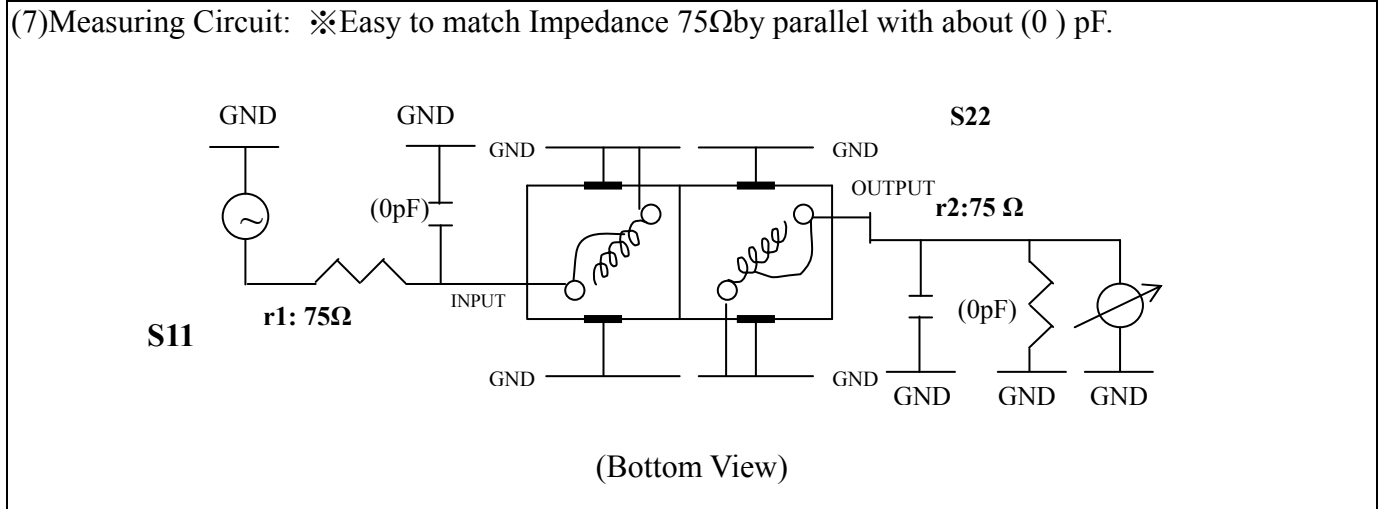 (7)Measuring Circuit: ※Easy to match Impedance 75Ωby parallel with about (0 ) pF.
GND
GND
S22
GND
GND
OUTPUT
(0pF)
r2:75 Ω
~
INPUT
(0pF)
r1: 75Ω
S11
GND
GND
GND
GND
GND
(Bottom View)